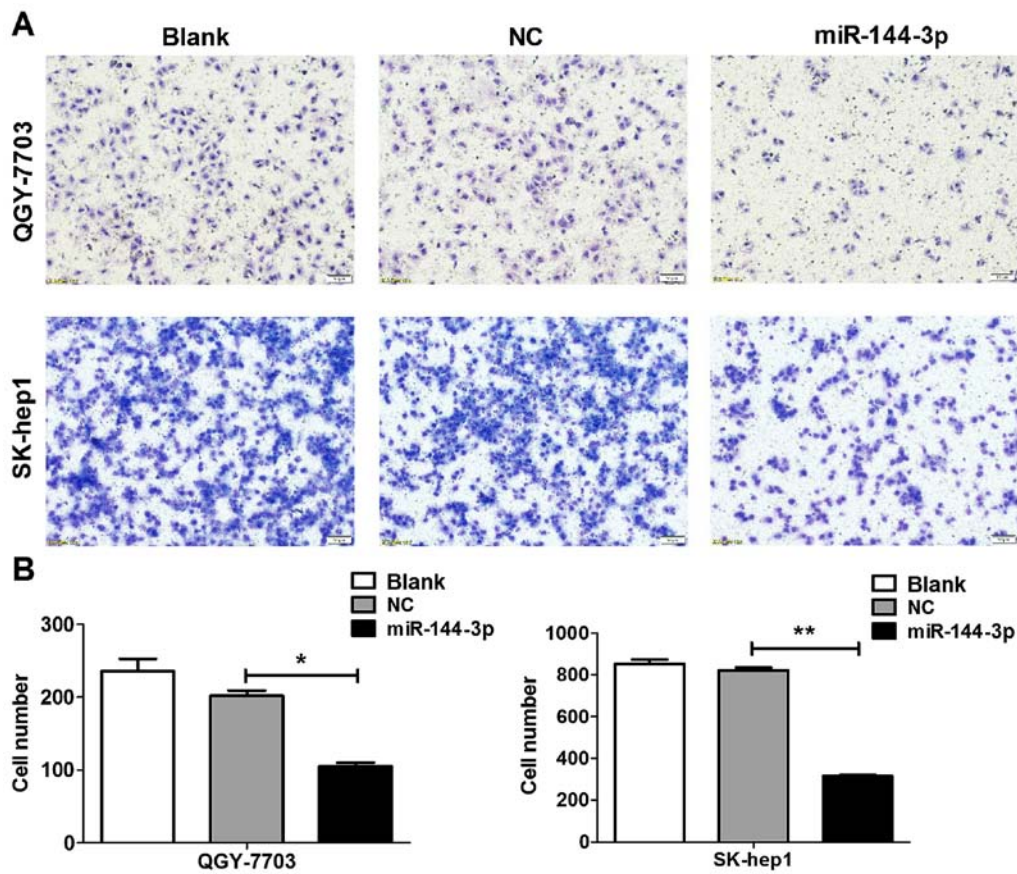 A
Blank
NC
miR-144-3p
QGY-7703
SK-hep1
B
Blank
NC
miR-144-3p
300
200
100
0
Cell number
*
QGY-7703
Blank
NC
miR-144-3p
1000
800
600
400
200
0
Cell number
**
SK-hep1